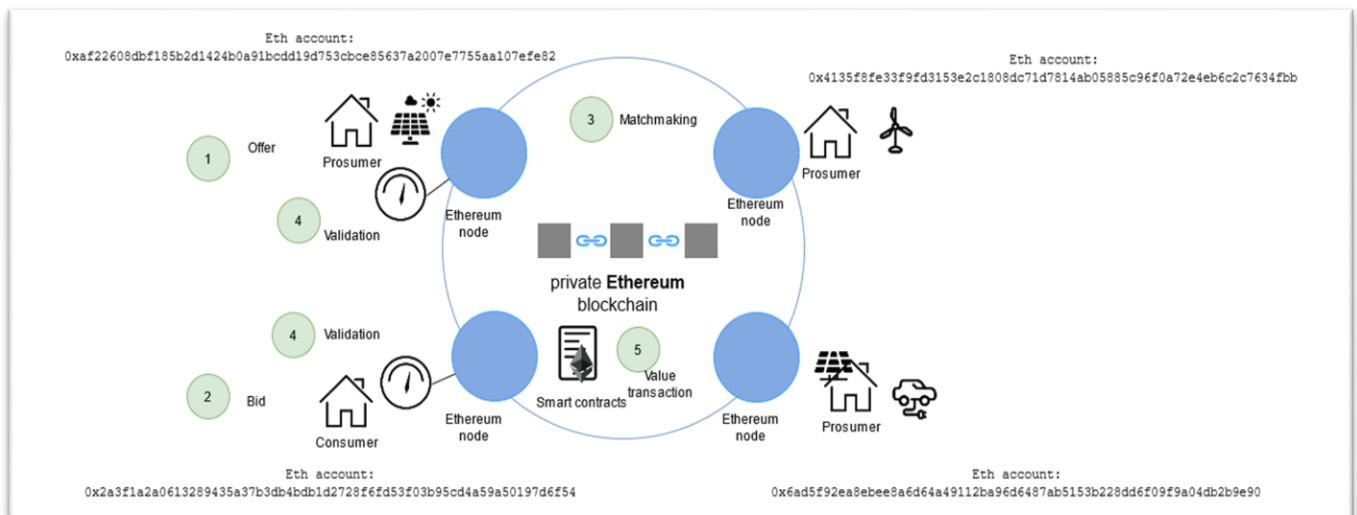 Eth account:
0xaf22608dbf185b2d1424b0a91bcdd19d753cbce85637a2007e7755aa107efe82
Eth account:
0x4135f8fe33f9fd3153e2c1808dc71d7814ab05885c96f0a72e4eb6c2c7634fbb
3
Matchmaking
1
Offer
Prosumer
Prosumer
4
Validation
Ethereum
node
Ethereum
node
private Ethereum
blockchain
4
Validation
5
Value
transaction
Smart contracts
2
Bid
Consumer
Ethereum
node
Ethereum
node
Prosumer
Eth account:
0x2a3f1a2a0613289435a37b3db4bdb1d2728f6fd53f03b95cd4a59a50197d6f54
Eth account:
0x6ad5f92ea8ebee8a6d64a49112ba96d6487ab5153b228dd6f09f9a04db2b9e90